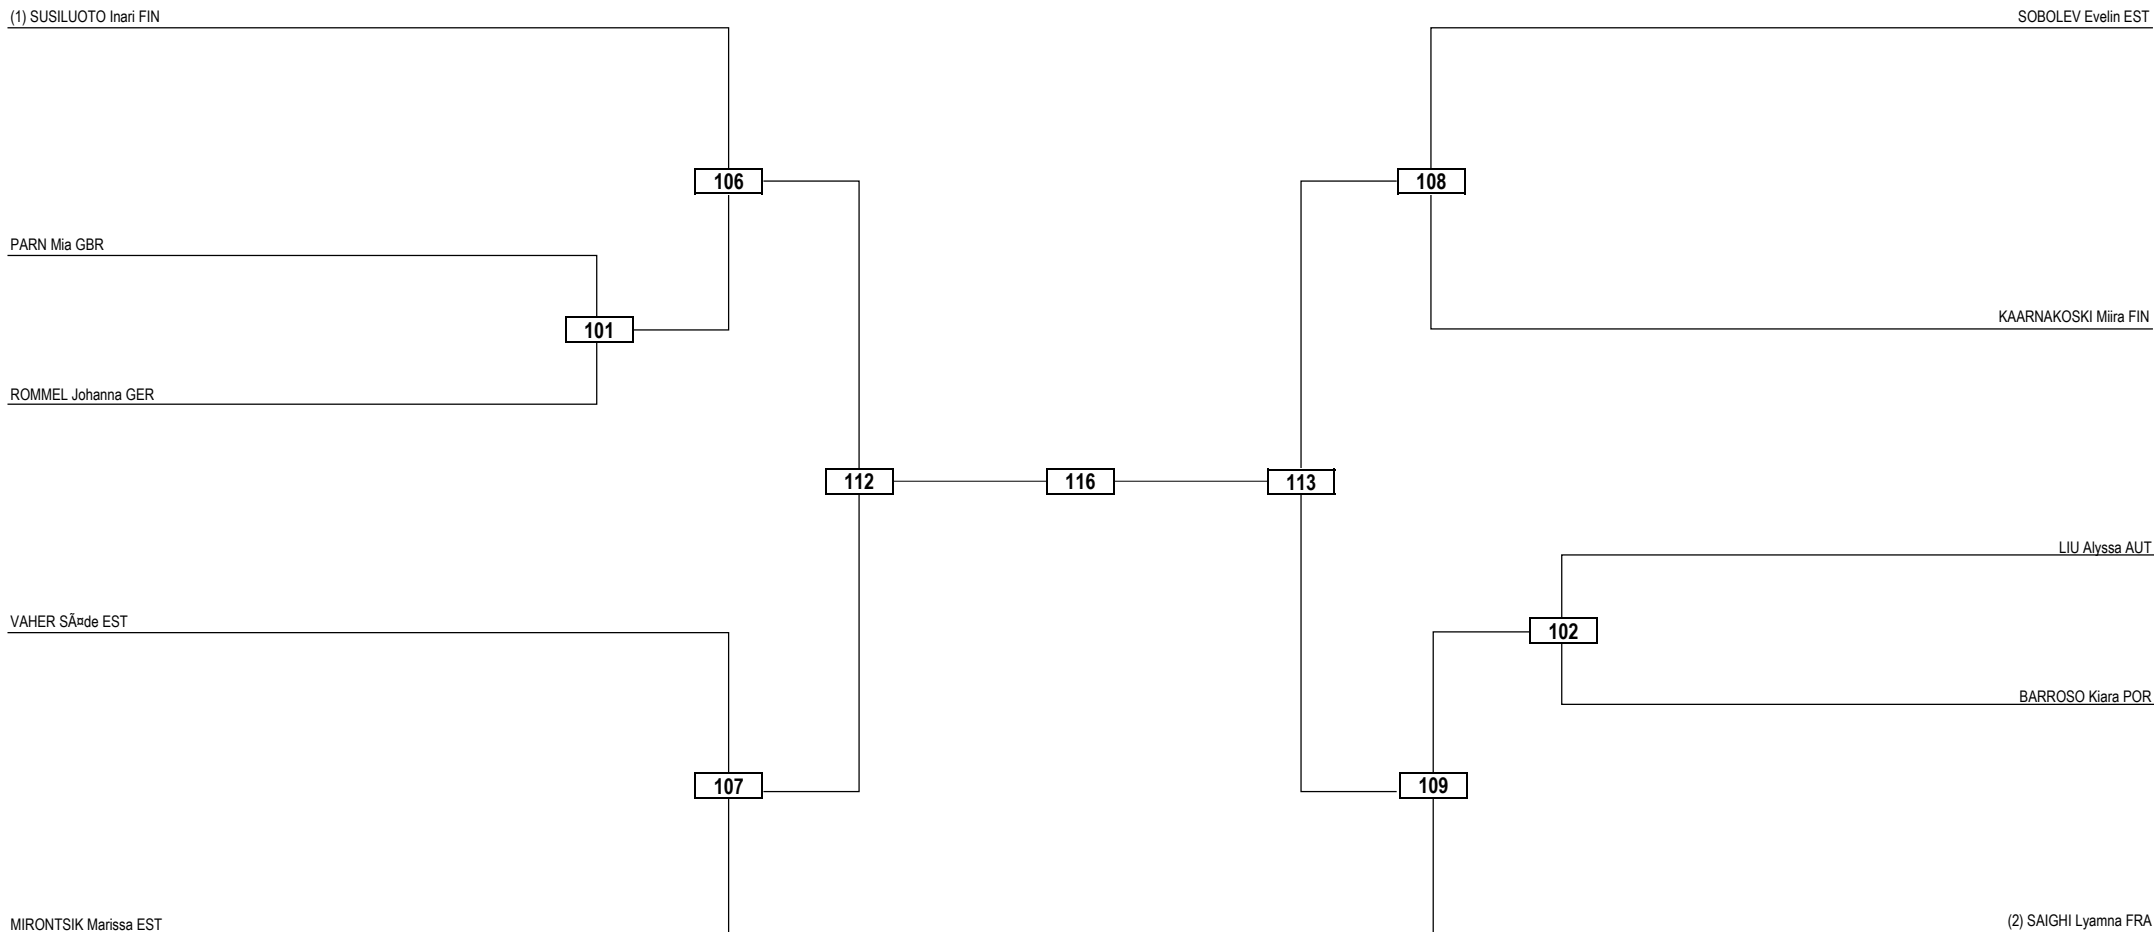 (1) SUSILUOTO Inari FIN
SOBOLEV Evelin EST
106
108
PARN Mia GBR
101
KAARNAKOSKI Miira FIN
ROMMEL Johanna GER
112
116
113
LIU Alyssa AUT
VAHER SÃ¤de EST
102
BARROSO Kiara POR
107
109
MIRONTSIK Marissa EST
(2) SAIGHI Lyamna FRA